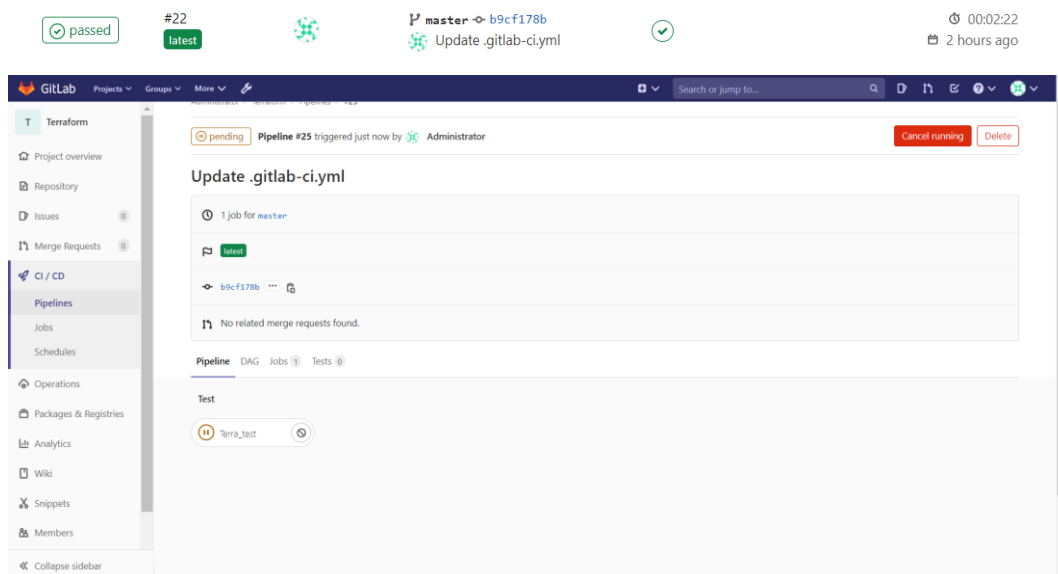 passed #22 master b9cf178b 00:02:22
latest Update .gitlab-ci.yml 2 hours ago
GitLab Projects Groups More Search or jump to...
Administrator Terraform Pipelines #25
T Terraform
pending Pipeline #25 triggered just now by Administrator Cancel running Delete
Project overview
Update .gitlab-ci.yml
Repository
Issues 0
1 job for master
Merge Requests 0
latest
CI / CD
b9cf178b ...
Pipelines
Jobs
No related merge requests found.
Schedules
Pipeline DAG Jobs 1 Tests 0
Operations
Test
Packages & Registries
Terra_test
Analytics
Wiki
Snippets
Members
Collapse sidebar